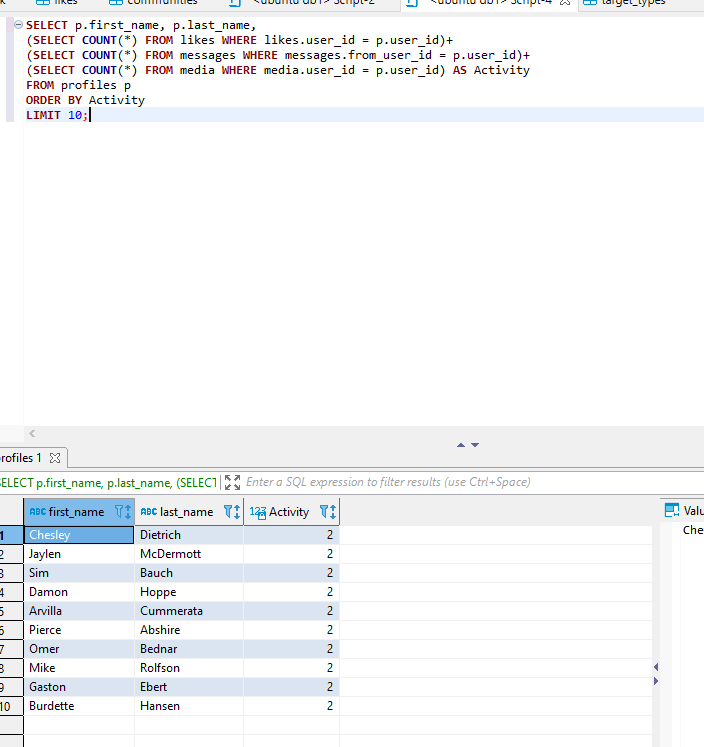 likes communities <ubuntu db1> Script-2 <ubuntu db1> Script-4 target_types
SELECT p.first_name, p.last_name,
(SELECT COUNT(*) FROM likes WHERE likes.user_id = p.user_id)+
(SELECT COUNT(*) FROM messages WHERE messages.from_user_id = p.user_id)+
(SELECT COUNT(*) FROM media WHERE media.user_id = p.user_id) AS Activity
FROM profiles p
ORDER BY Activity
LIMIT 10;
rofiles 1
ELECT p.first_name, p.last_name, (SELECT Enter a SQL expression to filter results (use Ctrl+Space)
ABC first_name ABC last_name 123 Activity Valu
1 Chesley Dietrich 2 Che
2 Jaylen McDermott 2
3 Sim Bauch 2
4 Damon Hoppe 2
5 Arvilla Cummerata 2
6 Pierce Abshire 2
7 Omer Bednar 2
8 Mike Rolfson 2
9 Gaston Ebert 2
10 Burdette Hansen 2